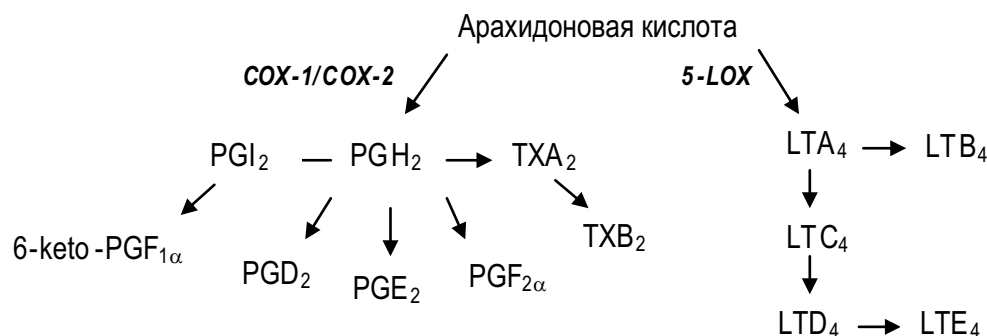 Арахидоновая кислота
COX-1/COX-2
5-LOX
PGI₂
PGH₂
TXA₂
LTA₄
LTB₄
6-keto-PGF₁α
PGD₂
PGE₂
PGF₂α
TXB₂
LTC₄
LTD₄
LTE₄